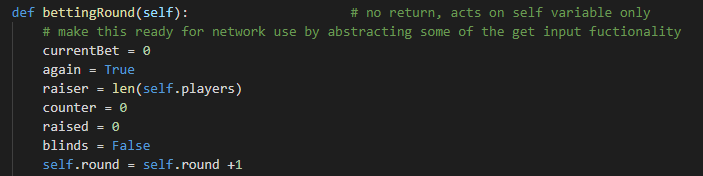 def bettingRound(self): # no return, acts on self variable only
# make this ready for network use by abstracting some of the get input fuctionality
currentBet = 0
again = True
raiser = len(self.players)
counter = 0
raised = 0
blinds = False
self.round = self.round +1